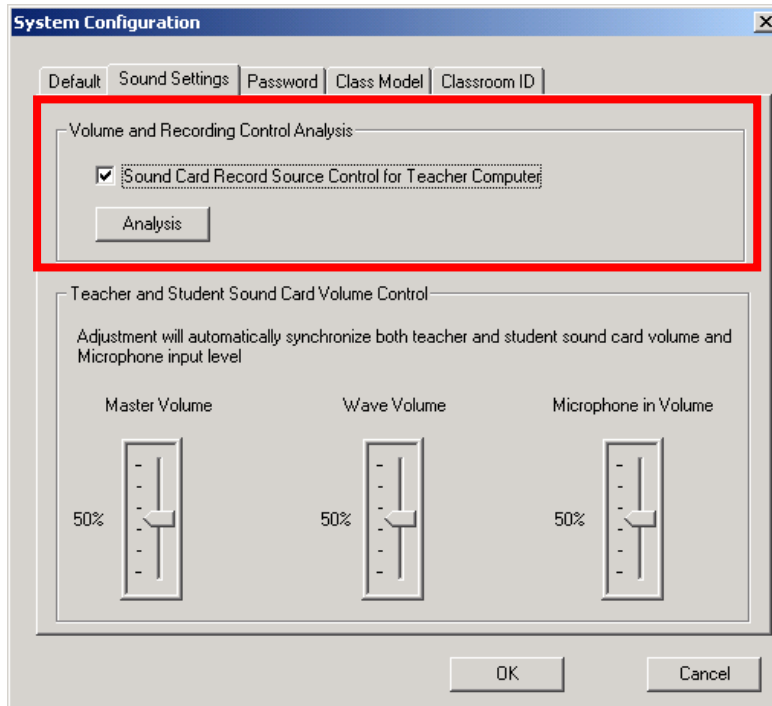 System Configuration
Default Sound Settings Password Class Model Classroom ID
Volume and Recording Control Analysis
Sound Card Record Source Control for Teacher Computer
Analysis
Teacher and Student Sound Card Volume Control
Adjustment will automatically synchronize both teacher and student sound card volume and
Microphone input level
Master Volume Wave Volume Microphone in Volume
50% 50% 50%
OK Cancel